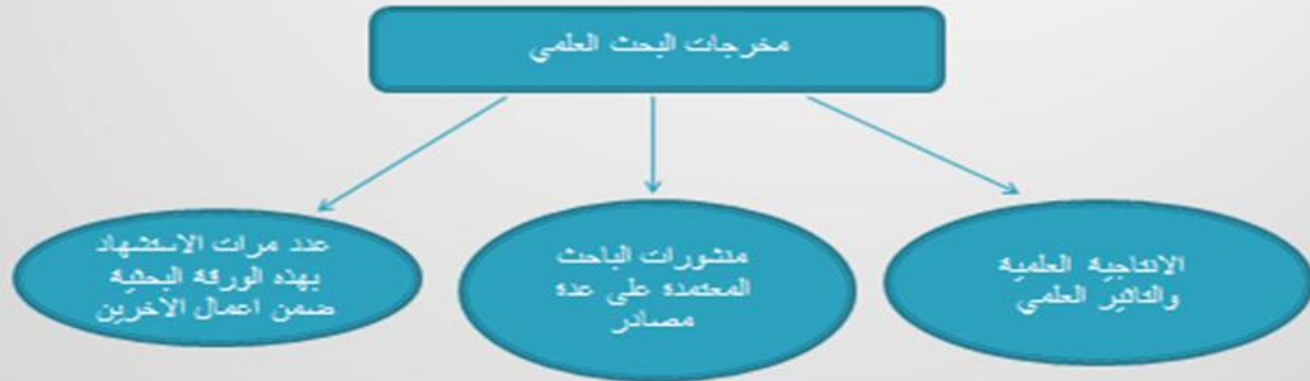 مخرجات البحث العلمي
الانتاجية العلمية
والتاثير العلمي
منشورات الباحث
المعتمدة على عدة
مصادر
عدد مرات الاستشهاد
بهذه الورقة البحثية
ضمن اعمال الاخرين